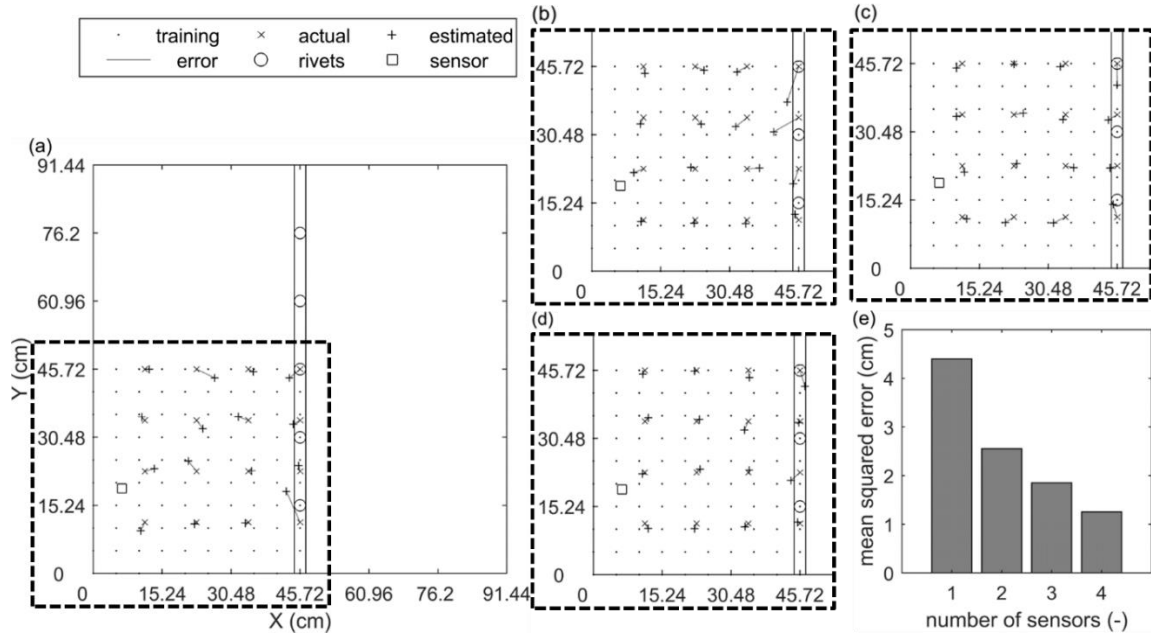 training actual estimated
error rivets sensor
(a)
91.44
76.2
60.96
45.72
30.48
15.24
0
Y (cm)
0 15.24 30.48 45.72 60.96 91.44
X (cm)
(b)
45.72
30.48
15.24
0
0 15.24 30.48 45.72
(c)
45.72
30.48
15.24
0
0 15.24 30.48 45.72
(d)
45.72
30.48
15.24
0
0 15.24 30.48 45.72
(e)
5
4
3
2
1
0
mean squared error (cm)
1 2 3 4
number of sensors (-)